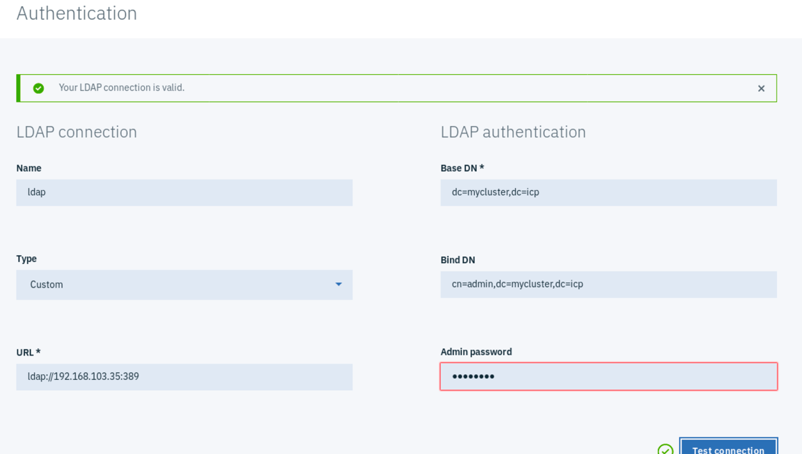 Authentication
Your LDAP connection is valid.
LDAP connection
LDAP authentication
Name
ldap
Base DN *
dc=mycluster,dc=icp
Type
Custom
Bind DN
cn=admin,dc=mycluster,dc=icp
URL *
ldap://192.168.103.35:389
Admin password
••••••••
Test connection